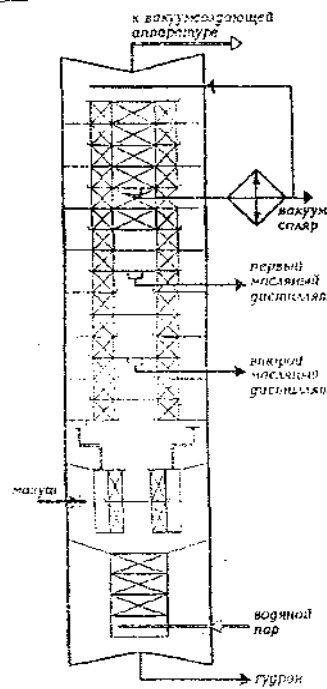 к вакуумсоздающей
аппаратуре
вакуум
соляр
первый
масляный
дистиллят
второй
масляный
дистиллят
мазут
водяной
пар
гудрон